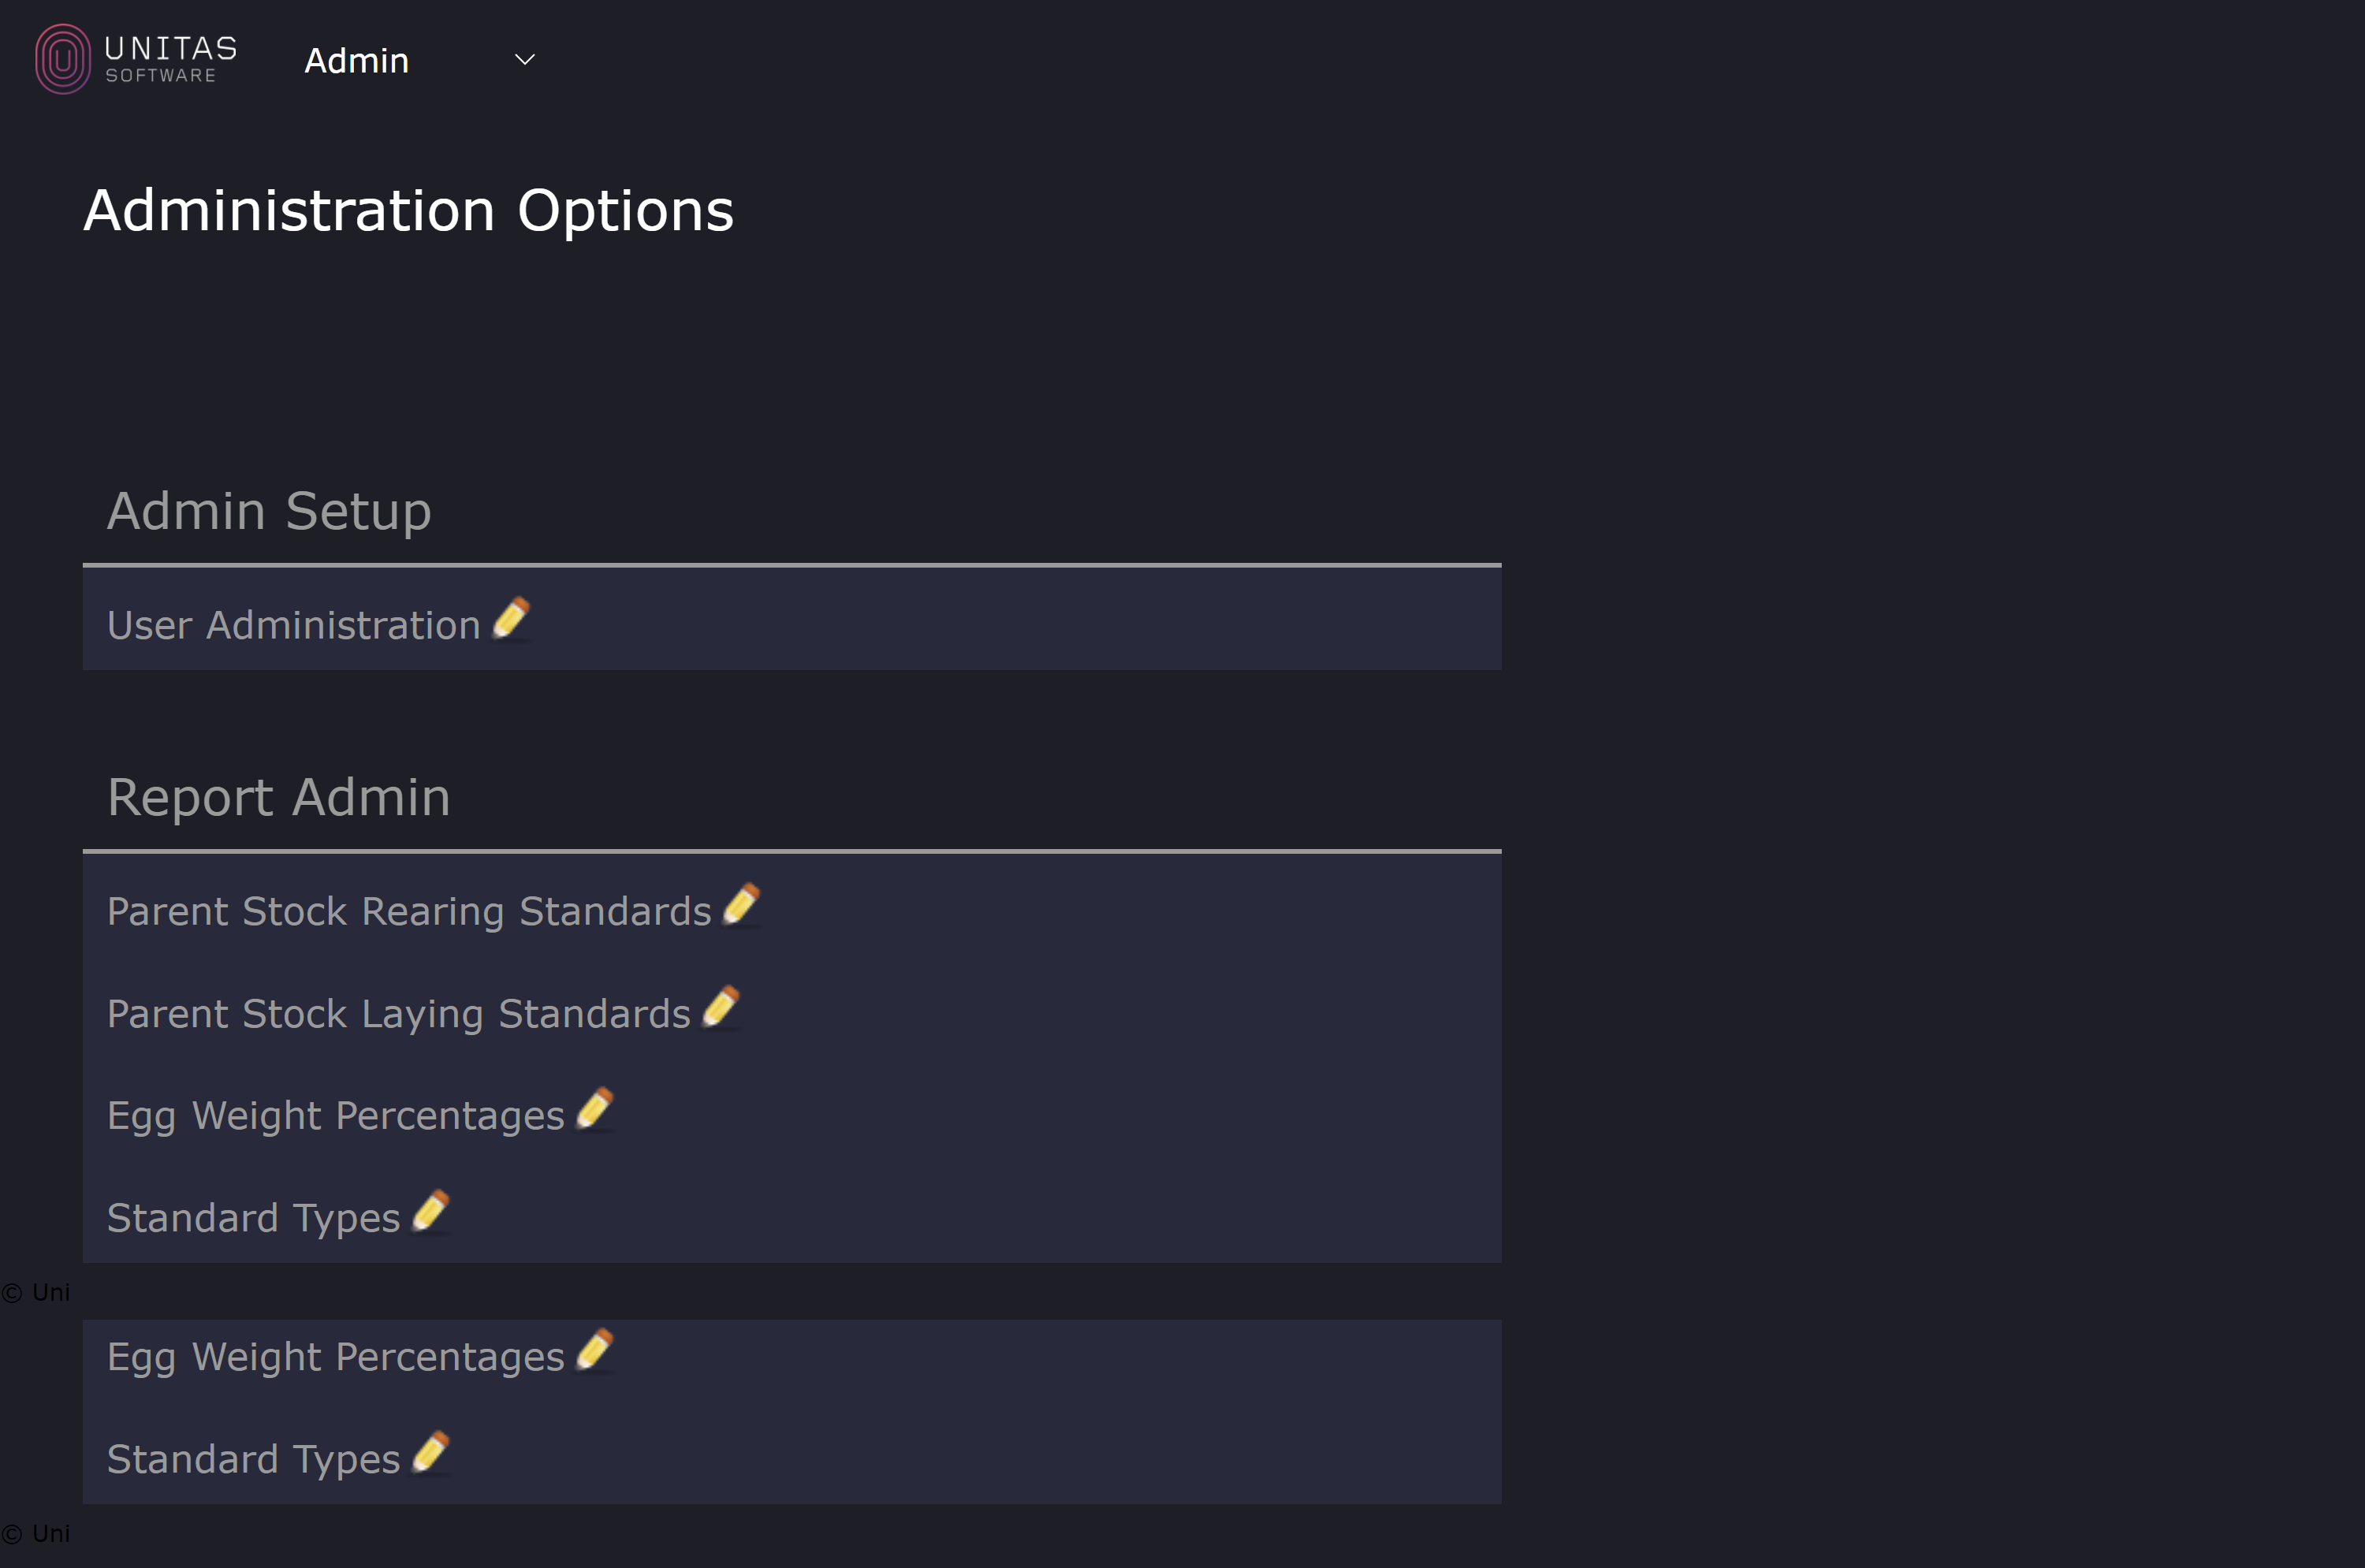 UNITAS
SOFTWARE
Admin
Administration Options
Admin Setup
User Administration
Report Admin
Parent Stock Rearing Standards
Parent Stock Laying Standards
Egg Weight Percentages
Standard Types
© Uni
Egg Weight Percentages
Standard Types
© Uni